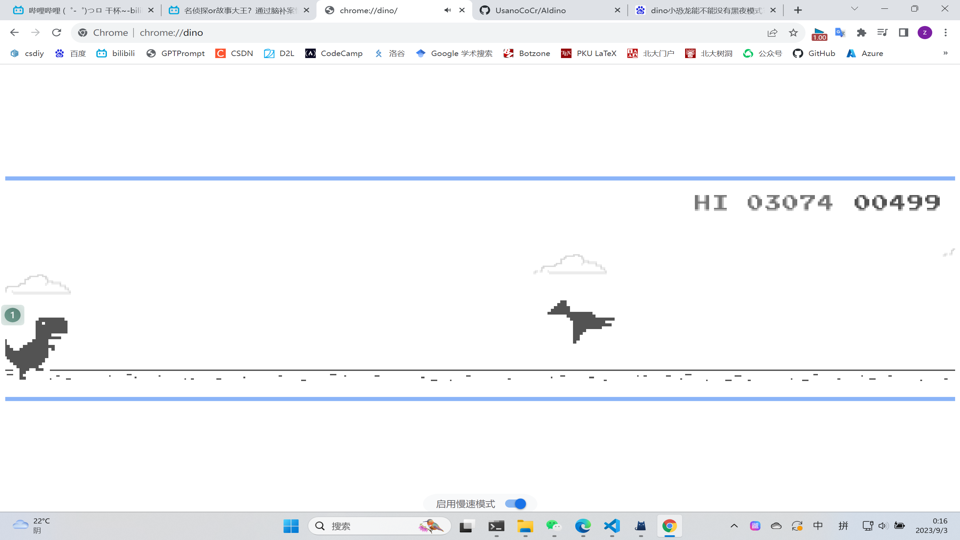 哔哩哔哩 (゜-゜)つロ 干杯~-bili
名侦探or故事大王？通过脑补案
chrome://dino/
UsanoCoCr/AIdino
dino小恐龙能不能没有黑夜模式
Chrome | chrome://dino
1.00
z
csdiy
百度
bilibili
GPTPrompt
CSDN
D2L
CodeCamp
洛谷
Google 学术搜索
Botzone
PKU LaTeX
北大门户
北大树洞
公众号
GitHub
Azure
»
HI 03074 00499
1
启用慢速模式
22°C
阴
搜索
中
拼
0:16
2023/9/3